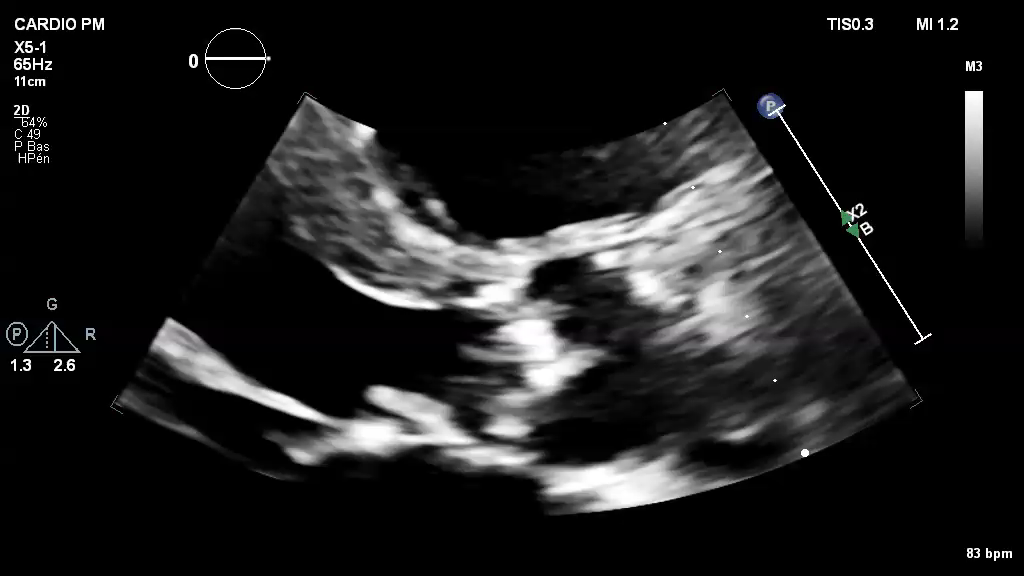 CARDIO PM
X5-1
65Hz
11cm
2D
64%
C 49
P Bas
HPén
0
TIS0.3
MI 1.2
M3
P
X2
B
G
P
R
1.3
2.6
83 bpm